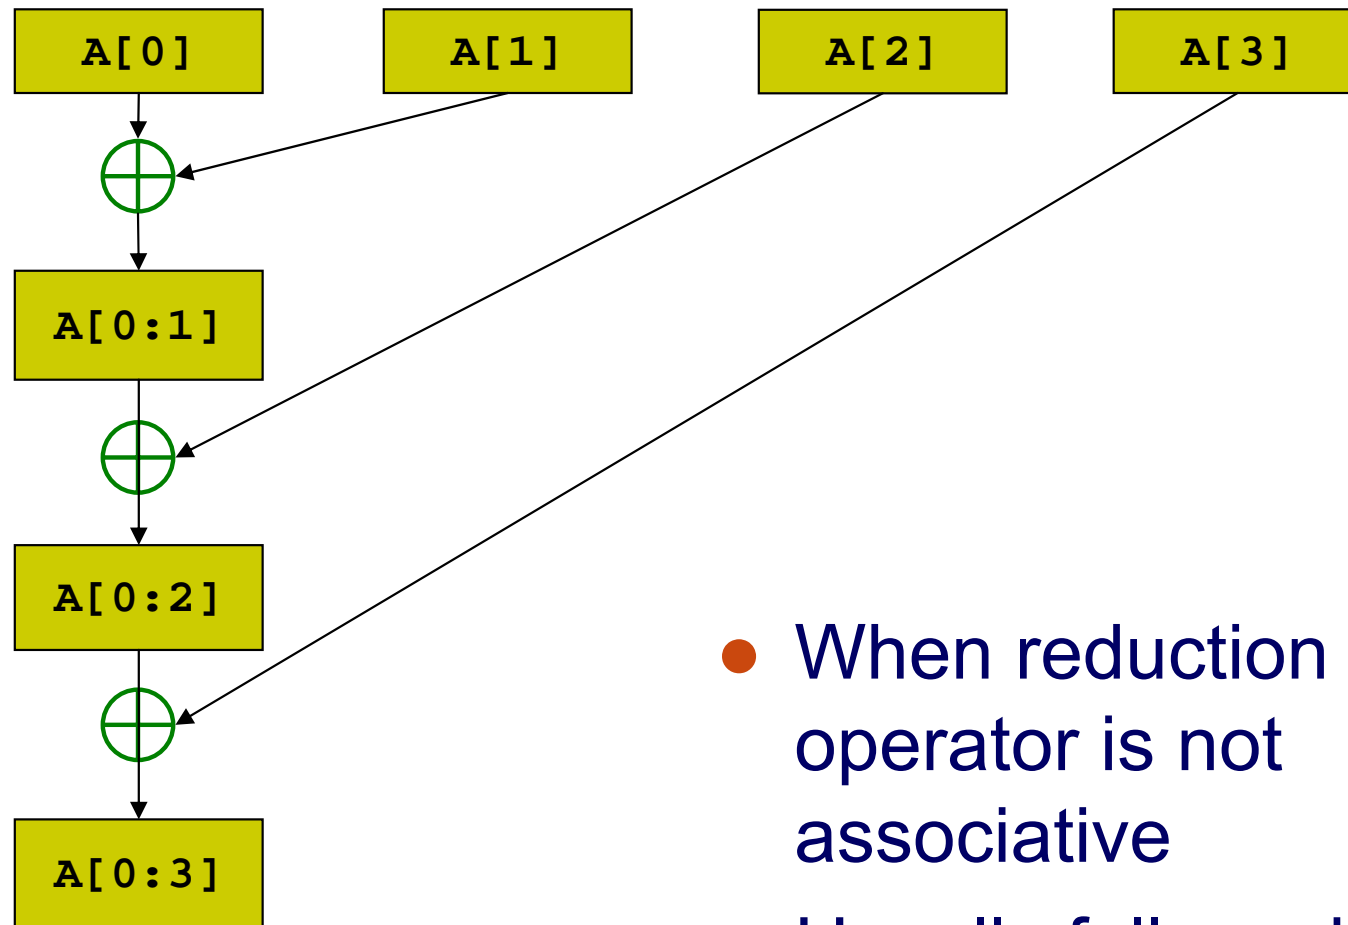 A[0] A[1] A[2] A[3]
A[0:1]
A[0:2]
A[0:3]
When reduction
operator is not
associative